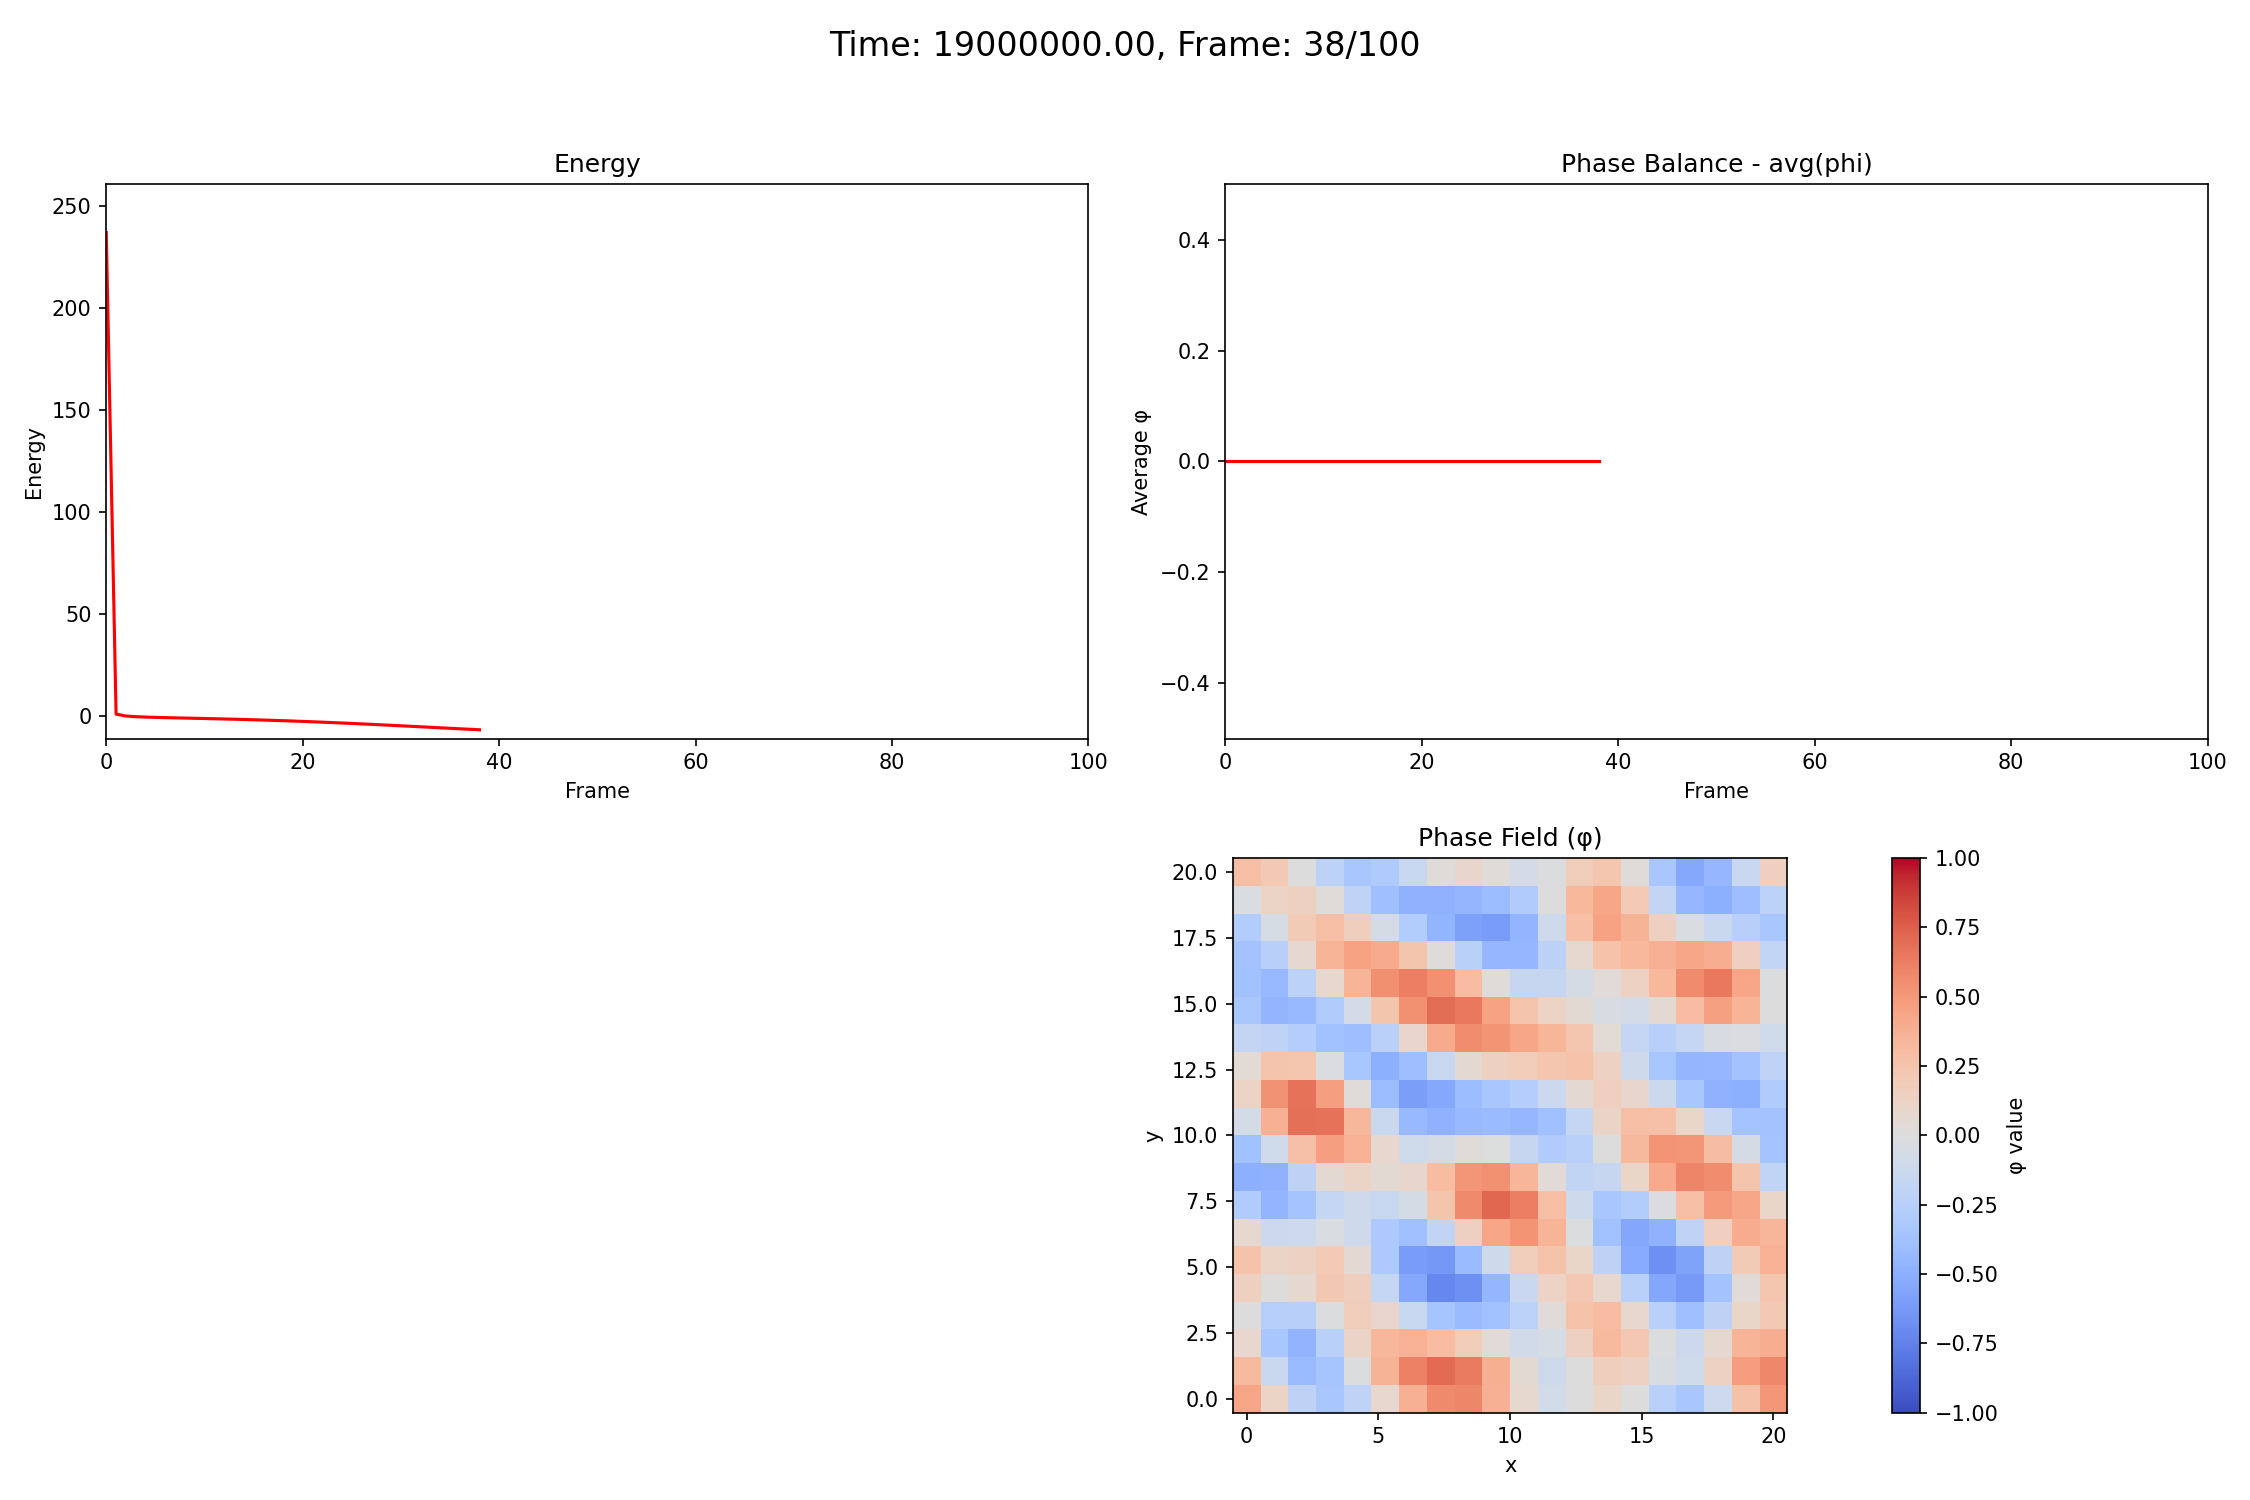 Time: 19000000.00, Frame: 38/100
Energy
250
200
150
100
50
0
Energy
0 20 40 60 80 100
Frame
Phase Balance - avg(phi)
0.4
0.2
0.0
−0.2
−0.4
Average φ
0 20 40 60 80 100
Frame
Phase Field (φ)
20.0
17.5
15.0
12.5
10.0
7.5
5.0
2.5
0.0
y
0 5 10 15 20
x
1.00
0.75
0.50
0.25
0.00
−0.25
−0.50
−0.75
−1.00
φ value